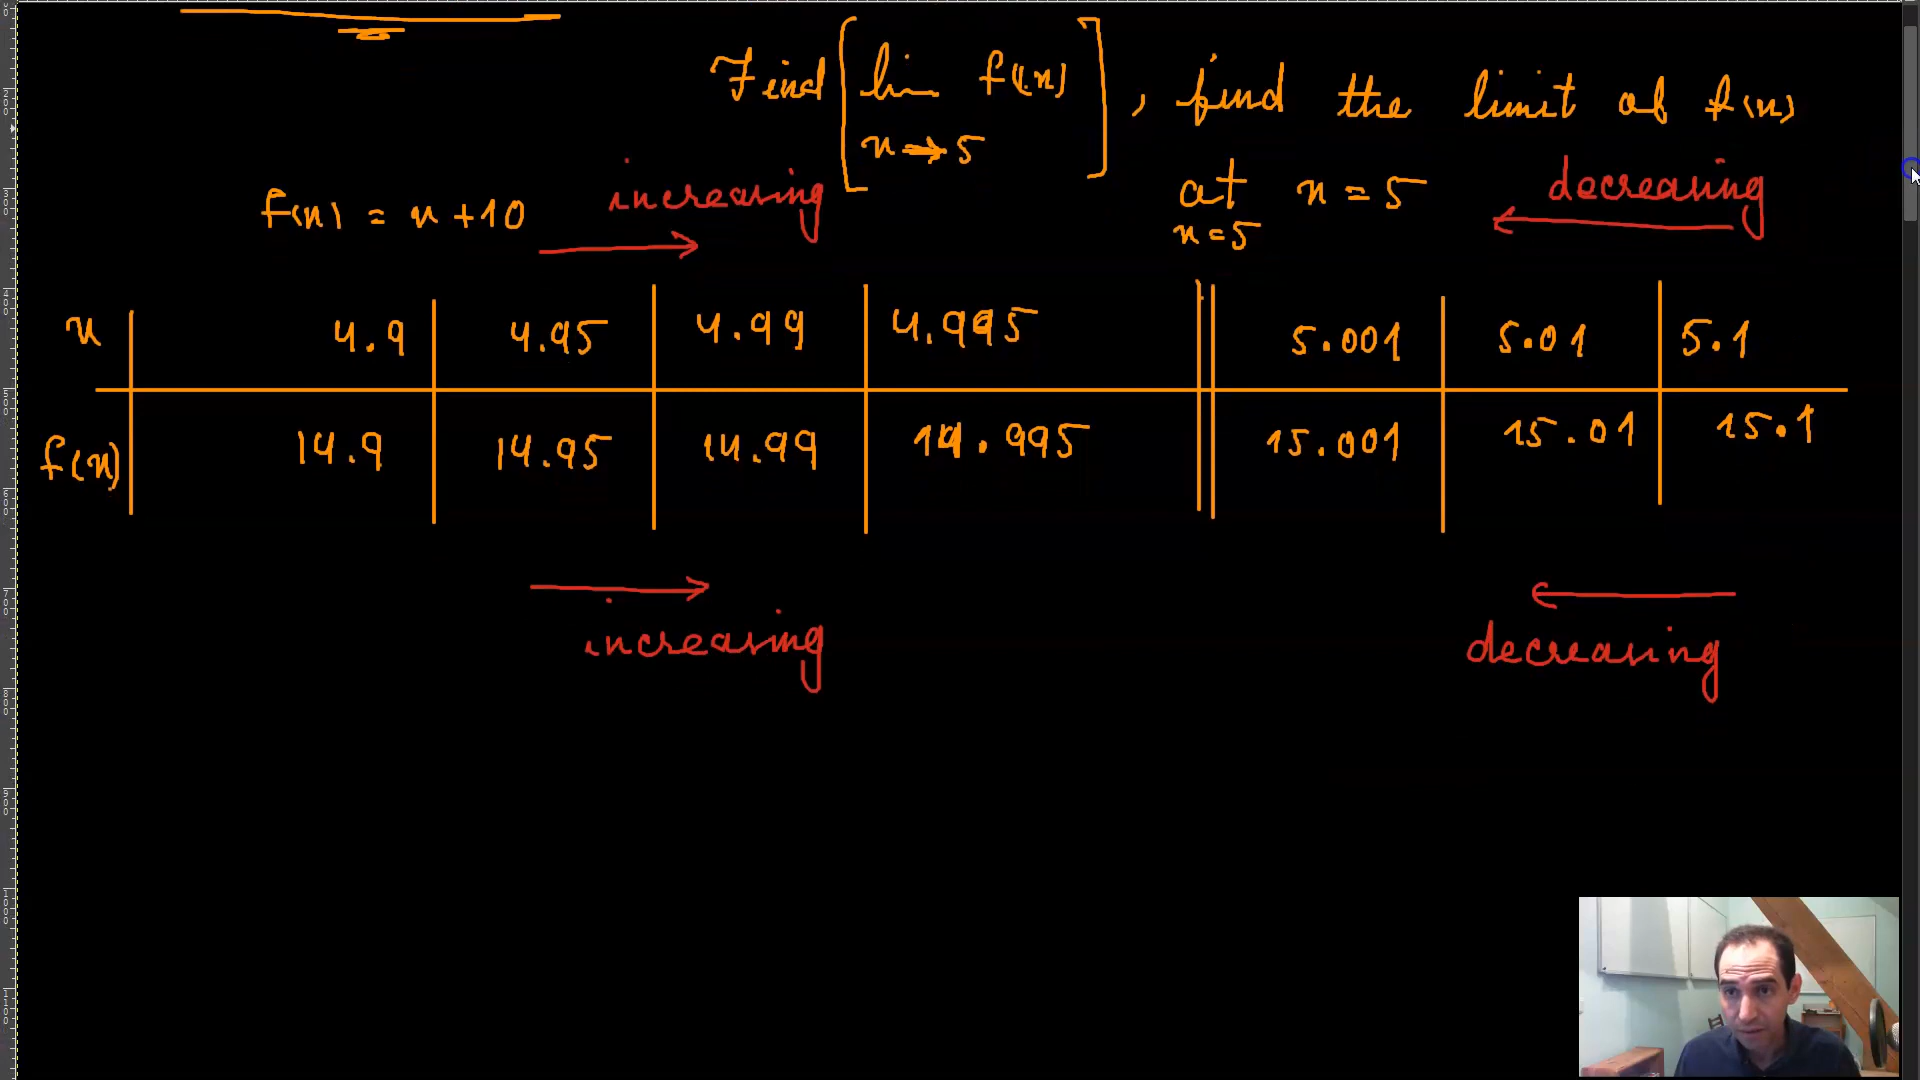 Find [lim f(x)], find the limit of f(x)
x→5
at x = 5
decreasing
increasing
f(x) = x + 10
x = 5
x 4.9 4.95 4.99 4.995 5.001 5.01 5.1
f(x) 14.9 14.95 14.99 14.995 15.001 15.01 15.1
increasing
decreasing